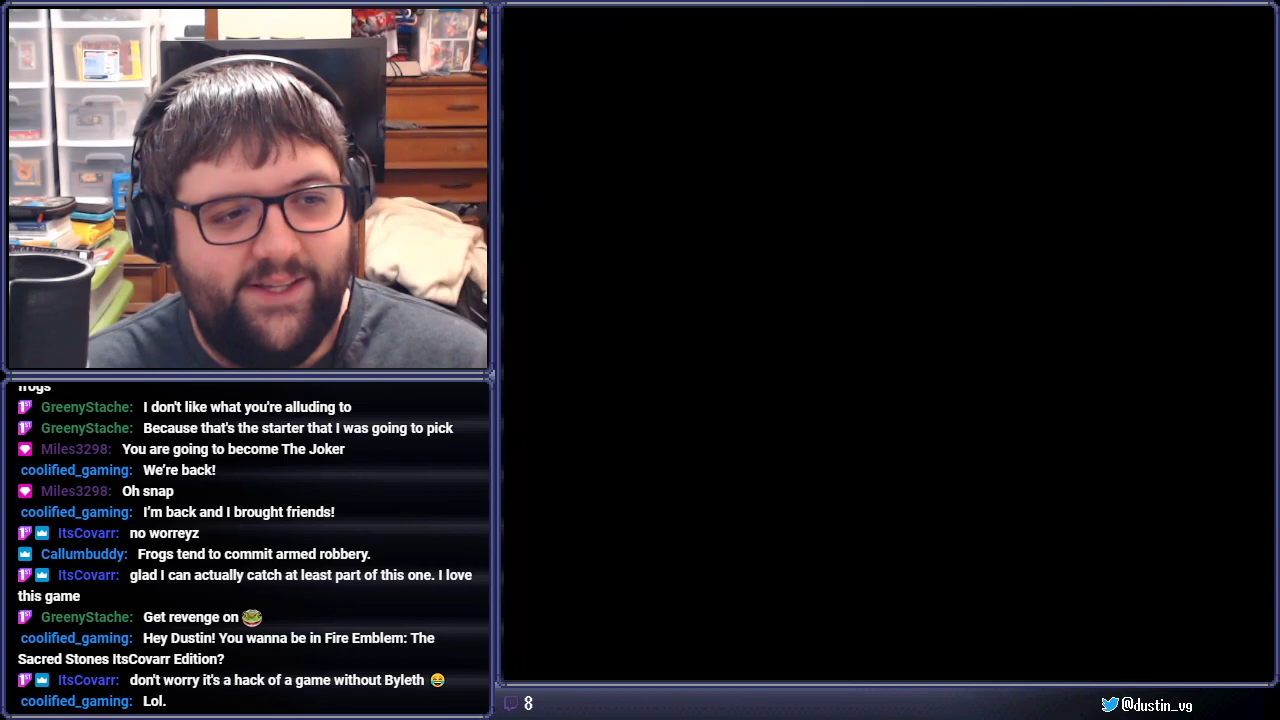 frogs
GreenyStache: I don't like what you're alluding to
GreenyStache: Because that's the starter that I was going to pick
Miles3298: You are going to become The Joker
coolified_gaming: We're back!
Miles3298: Oh snap
coolified_gaming: I'm back and I brought friends!
1ST ItsCovarr: no worreyz
Callumbuddy: Frogs tend to commit armed robbery.
1ST ItsCovarr: glad I can actually catch at least part of this one. I love
this game
GreenyStache: Get revenge on
coolified_gaming: Hey Dustin! You wanna be in Fire Emblem: The
Sacred Stones ItsCovarr Edition?
1ST ItsCovarr: don't worry it's a hack of a game without Byleth 😂
coolified_gaming: Lol.
8
@dustin_vg